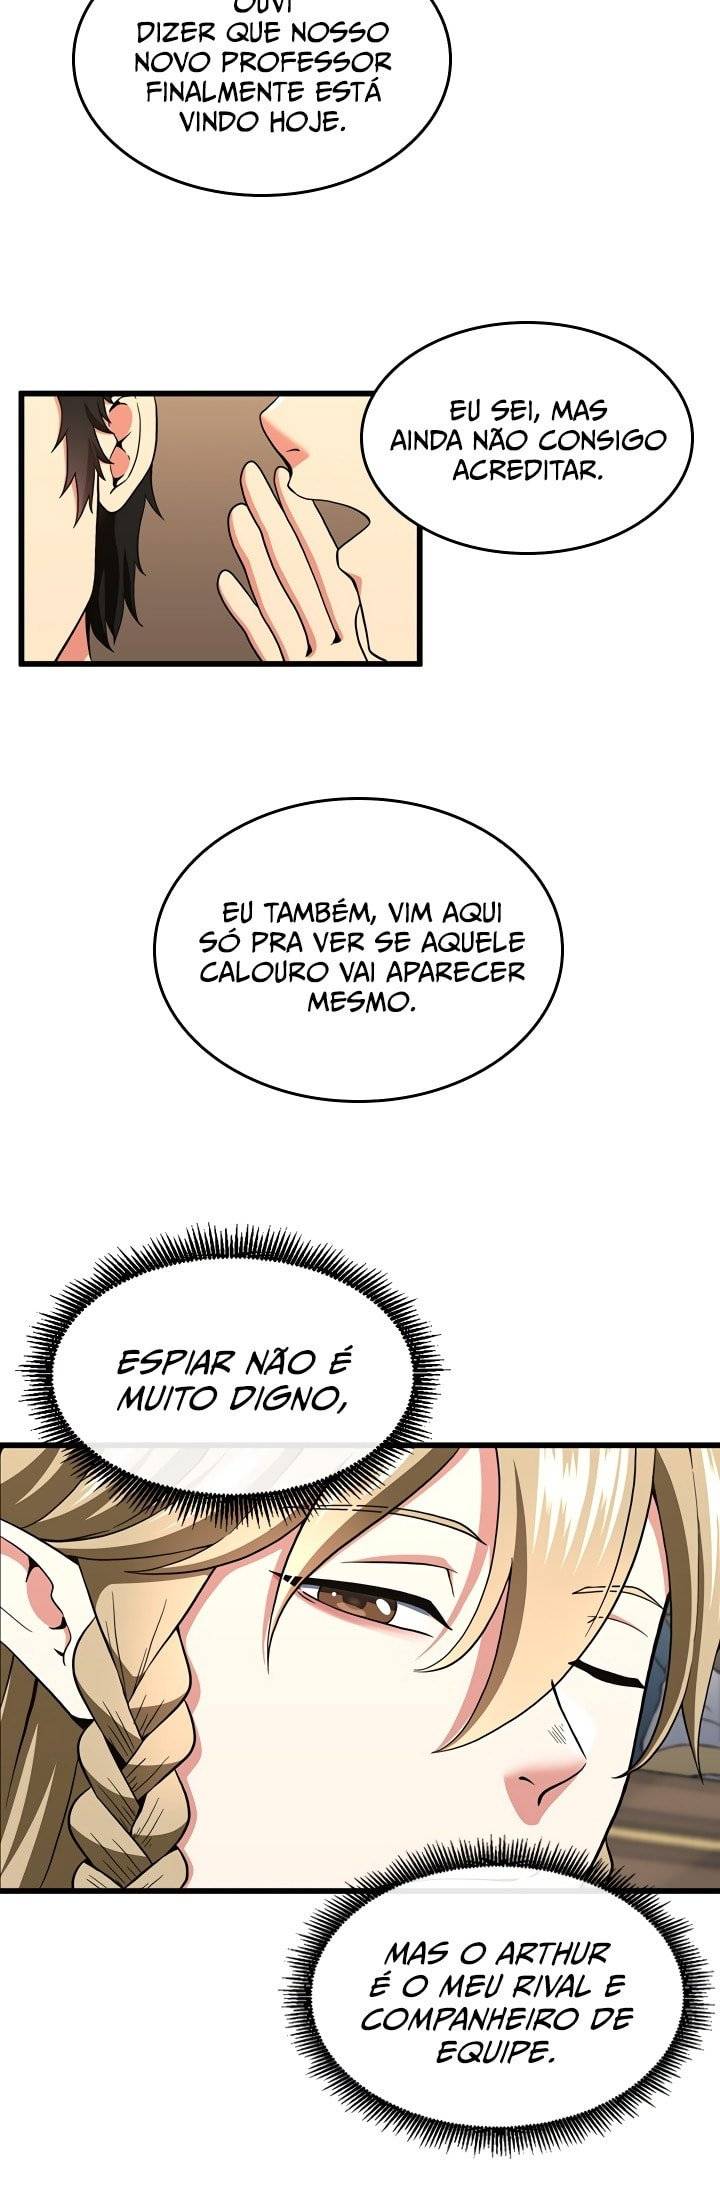 OUVI
DIZER QUE NOSSO
NOVO PROFESSOR
FINALMENTE ESTÁ
VINDO HOJE.
EU SEI, MAS
AINDA NÃO CONSIGO
ACREDITAR.
EU TAMBÉM, VIM AQUI
SÓ PRA VER SE AQUELE
CALOURO VAI APARECER
MESMO.
ESPIAR NÃO É
MUITO DIGNO,
MAS O ARTHUR
É O MEU RIVAL E
COMPANHEIRO DE
EQUIPE.